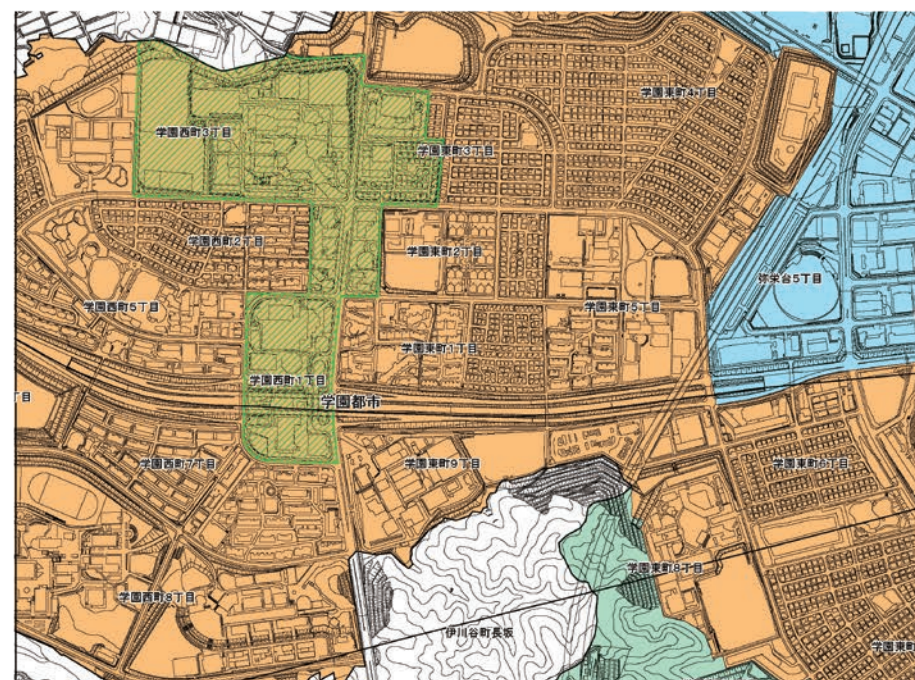 学園東町4丁目
学園西町3丁目
学園東町3丁目
学園西町2丁目
学園東町2丁目
弥栄台5丁目
学園西町5丁目
学園東町5丁目
学園東町1丁目
学園西町1丁目
丁目
学園都市
学園西町7丁目
学園東町9丁目
学園東町6丁目
学園東町8丁目
学園西町8丁目
伊川谷町長坂
学園東町